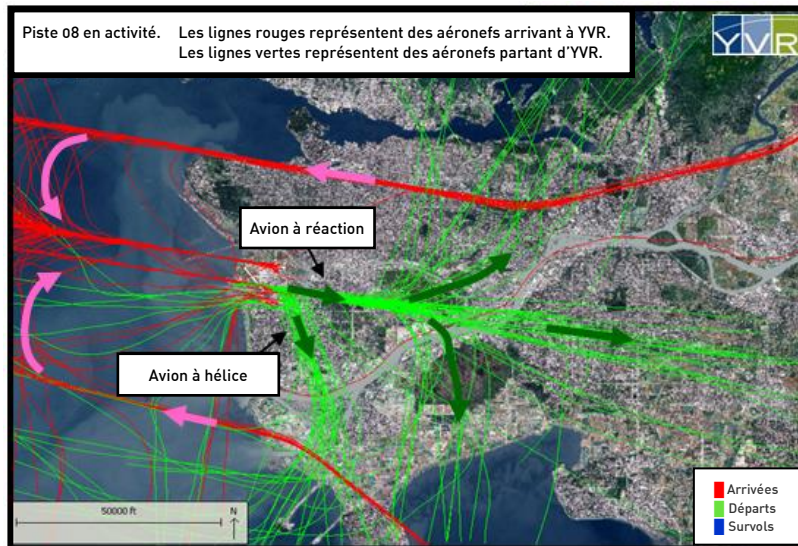 Piste 08 en activité. Les lignes rouges représentent des aéronefs arrivant à YVR.
Les lignes vertes représentent des aéronefs partant d'YVR.
YVR
Avion à réaction
Avion à hélice
50000 ft
N
Arrivées
Départs
Survols